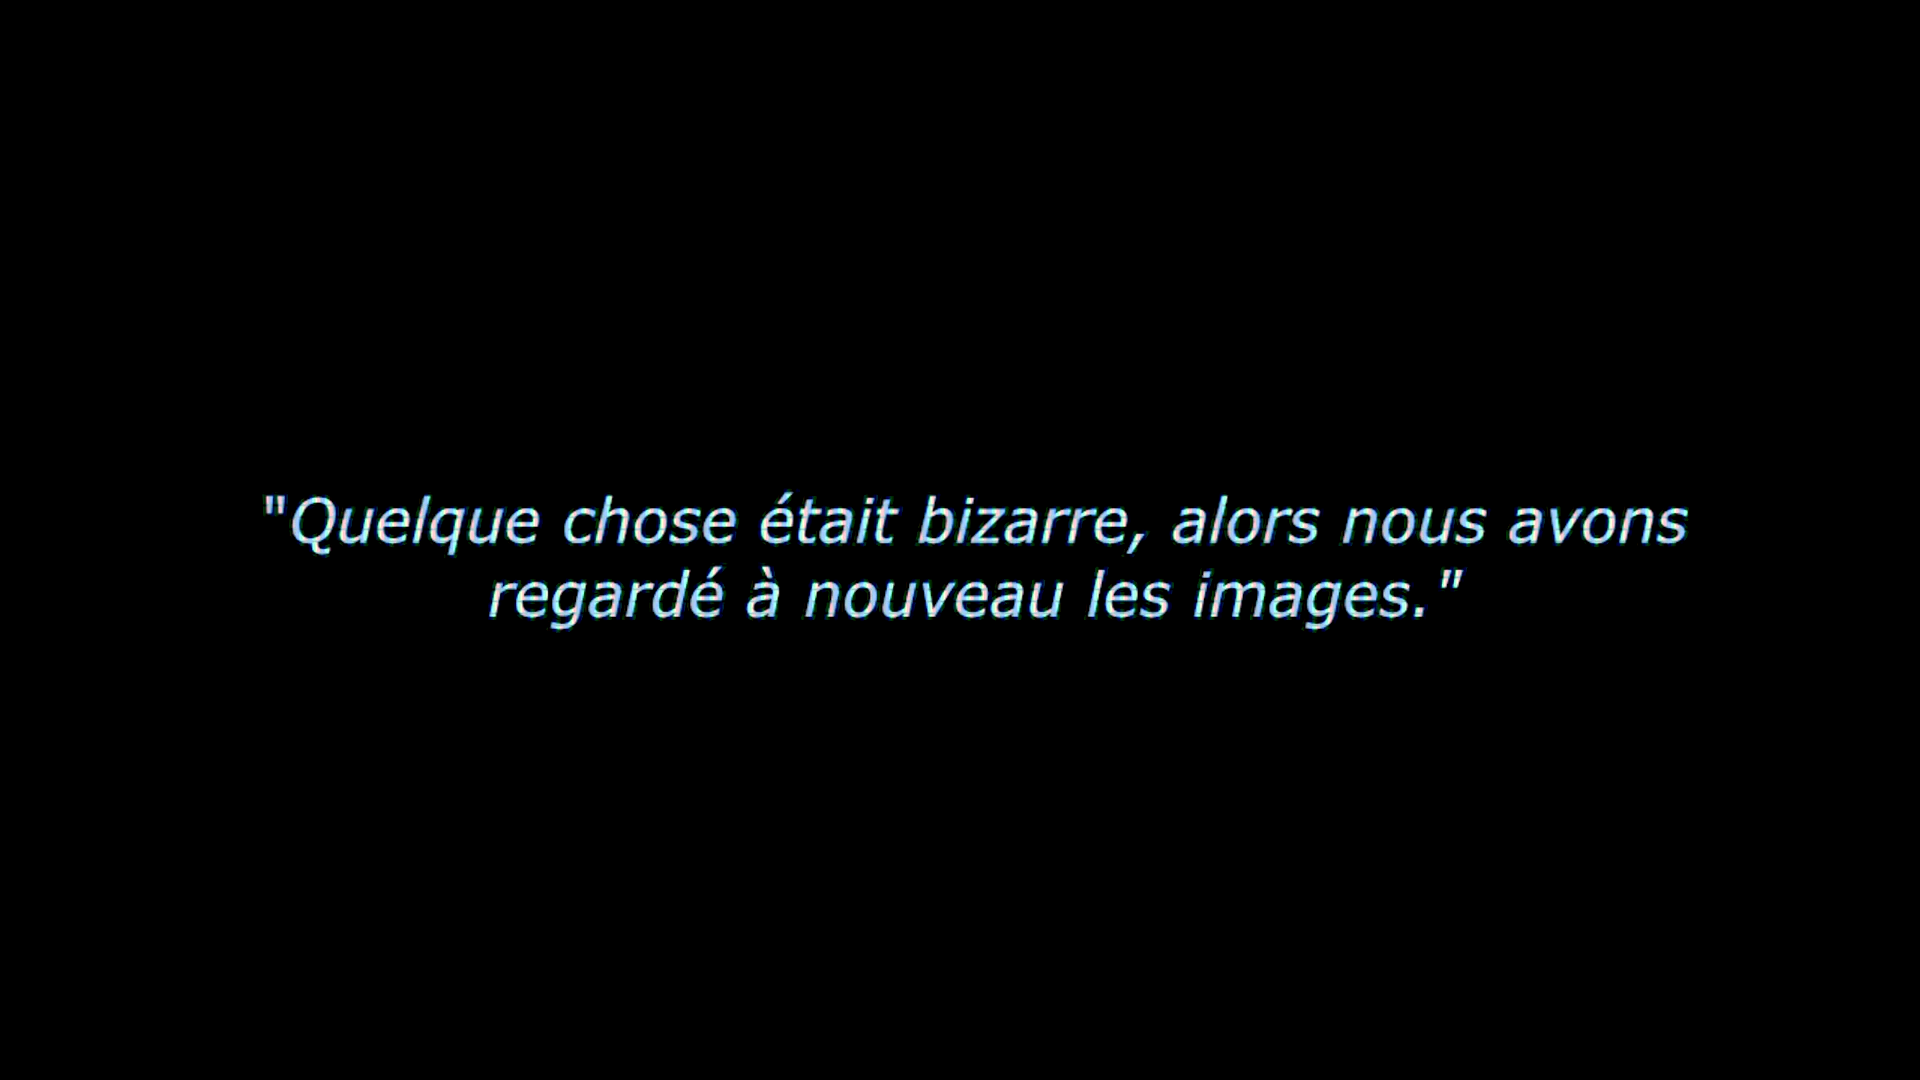 "Quelque chose était bizarre, alors nous avons
regardé à nouveau les images."